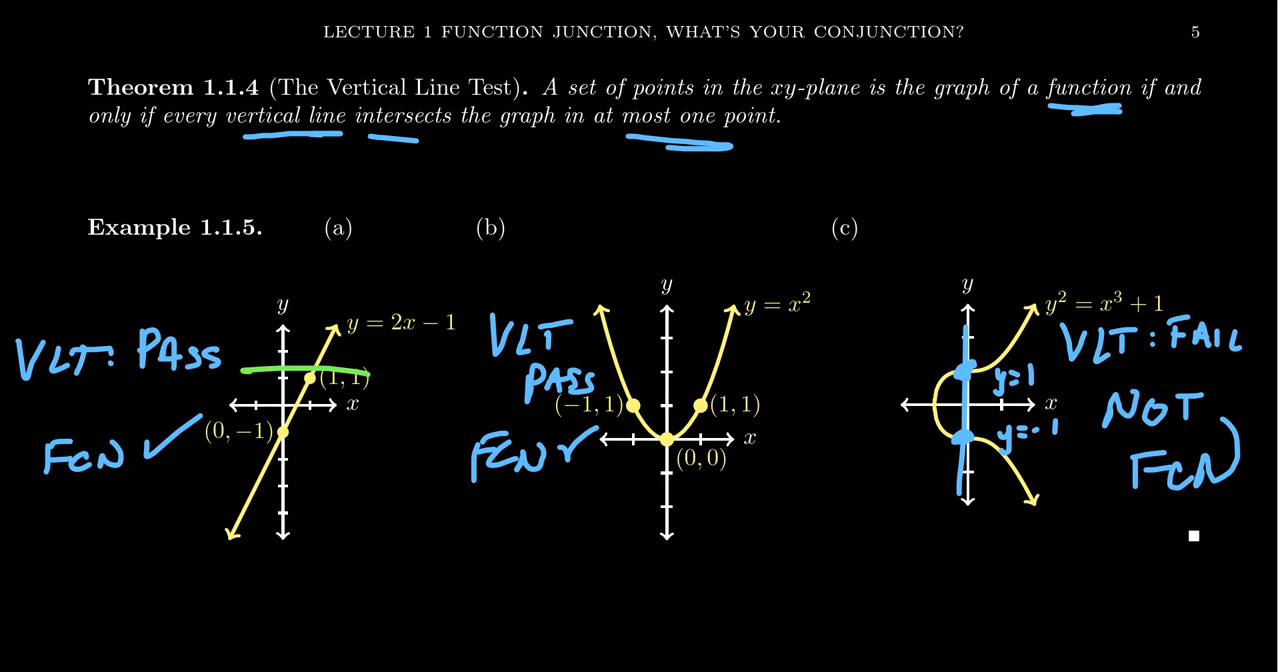 LECTURE 1 FUNCTION JUNCTION, WHAT'S YOUR CONJUNCTION? 5
Theorem 1.1.4 (The Vertical Line Test). A set of points in the xy-plane is the graph of a function if and
only if every vertical line intersects the graph in at most one point.
Example 1.1.5. (a) (b) (c)
y
y = 2x − 1
VLT: PASS
(1, 1)
x
(0, −1)
FCN ✓
y
y = x²
VLT
PASS
(−1, 1)
(1, 1)
x
FCN ✓
(0, 0)
y
y² = x³ + 1
VLT: FAIL
y=1
x
NOT
y=-1
FCN